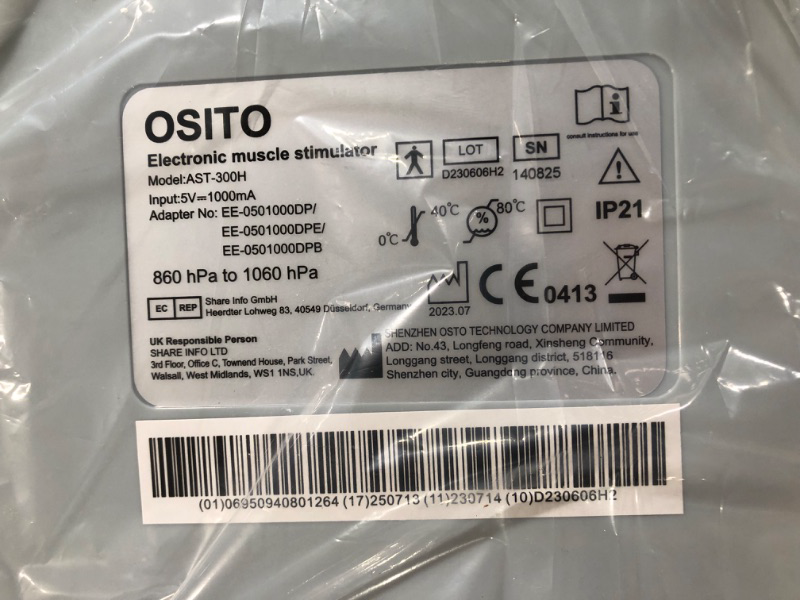 OSITO
Electronic muscle stimulator
Model:AST-300H
Input:5V⎓1000mA
Adapter No: EE-0501000DP/
EE-0501000DPE/
EE-0501000DPB
860 hPa to 1060 hPa
EC REP
Share Info GmbH
Heerdter Lohweg 83, 40549 Düsseldorf, Germany
UK Responsible Person
SHARE INFO LTD
3rd Floor, Office C, Townend House, Park Street,
Walsall, West Midlands, WS1 1NS,UK.
consult instructions for use
LOT
D230606H2
SN
140825
0℃
40℃
%
80℃
IP21
2023.07
CE 0413
SHENZHEN OSTO TECHNOLOGY COMPANY LIMITED
ADD: No.43, Longfeng road, Xinsheng Community,
Longgang street, Longgang district, 518116
Shenzhen city, Guangdong province, China.
(01)06950940801264 (17)250713 (11)230714 (10)D230606H2